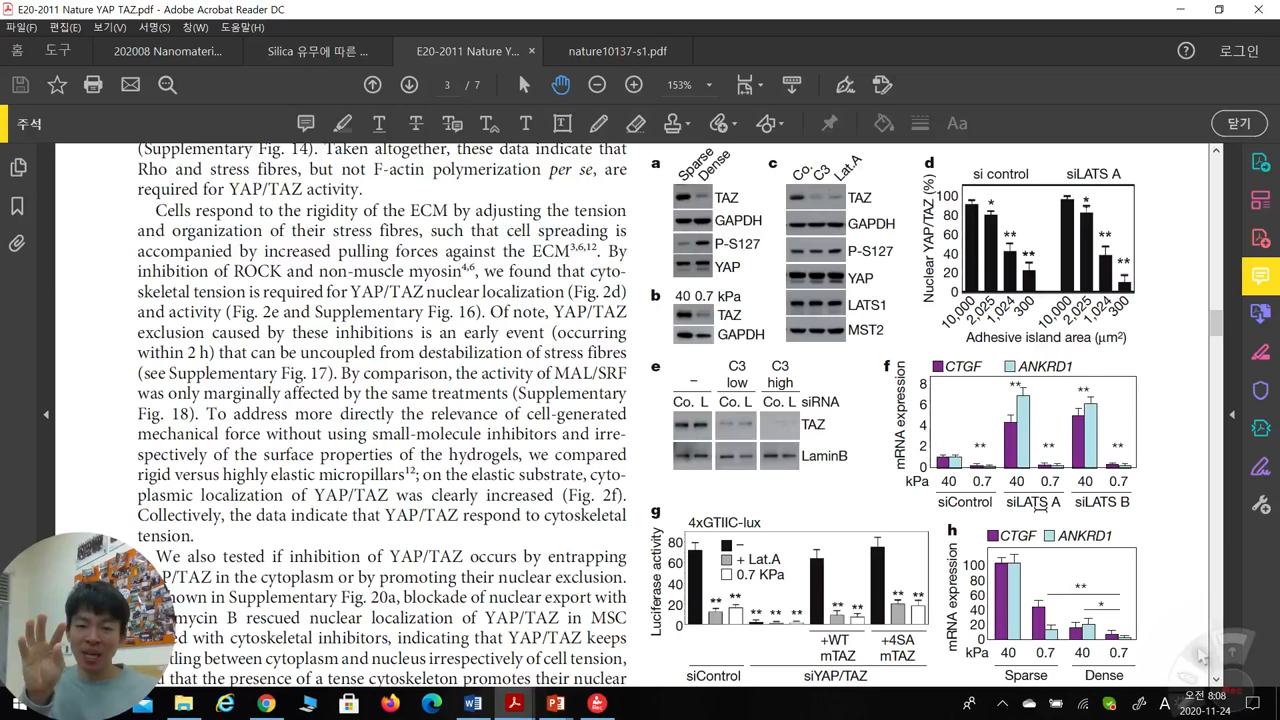 E20-2011 Nature YAP TAZ.pdf - Adobe Acrobat Reader DC
파일(F) 편집(E) 보기(V) 서명(S) 창(W) 도움말(H)
홈 도구 202008 Nanomateri... Silica 유무에 따른 ... E20-2011 Nature Y... × nature10137-s1.pdf 로그인
3 / 7 153%
주석 닫기
(Supplementary Fig. 14). Taken altogether, these data indicate that
Rho and stress fibres, but not F-actin polymerization per se, are
required for YAP/TAZ activity.
Cells respond to the rigidity of the ECM by adjusting the tension
and organization of their stress fibres, such that cell spreading is
accompanied by increased pulling forces against the ECM3,6,12. By
inhibition of ROCK and non-muscle myosin4,6, we found that cyto-
skeletal tension is required for YAP/TAZ nuclear localization (Fig. 2d)
and activity (Fig. 2e and Supplementary Fig. 16). Of note, YAP/TAZ
exclusion caused by these inhibitions is an early event (occurring
within 2 h) that can be uncoupled from destabilization of stress fibres
(see Supplementary Fig. 17). By comparison, the activity of MAL/SRF
was only marginally affected by the same treatments (Supplementary
Fig. 18). To address more directly the relevance of cell-generated
mechanical force without using small-molecule inhibitors and irre-
spectively of the surface properties of the hydrogels, we compared
rigid versus highly elastic micropillars12; on the elastic substrate, cyto-
plasmic localization of YAP/TAZ was clearly increased (Fig. 2f).
Collectively, the data indicate that YAP/TAZ respond to cytoskeletal
tension.
We also tested if inhibition of YAP/TAZ occurs by entrapping
P/TAZ in the cytoplasm or by promoting their nuclear exclusion.
nown in Supplementary Fig. 20a, blockade of nuclear export with
mycin B rescued nuclear localization of YAP/TAZ in MSC
d with cytoskeletal inhibitors, indicating that YAP/TAZ keeps
tling between cytoplasm and nucleus irrespectively of cell tension,
d that the presence of a tense cytoskeleton promotes their nuclear
a
Sparse Dense
TAZ
GAPDH
P-S127
YAP
b
40 0.7 kPa
TAZ
GAPDH
c
Co. C3 Lat.A
TAZ
GAPDH
P-S127
YAP
LATS1
MST2
d
si control siLATS A
Nuclear YAP/TAZ (%)
100
80
60
40
20
0
* ** ** * ** **
10,000 2,025 1,024 300 10,000 2,025 1,024 300
Adhesive island area (μm2)
e
– C3 low C3 high
Co. L Co. L Co. L siRNA
TAZ
LaminB
f
CTGF ANKRD1
mRNA expression
8
6
4
2
0
** ** ** ** **
kPa 40 0.7 40 0.7 40 0.7
siControl siLATS A siLATS B
g
4xGTIIC-lux
Luciferase activity
80
60
40
20
0
–
+ Lat.A
0.7 KPa
** ** ** ** ** ** ** ** **
+WT mTAZ +4SA mTAZ
siControl siYAP/TAZ
h
CTGF ANKRD1
mRNA expression
100
80
60
40
20
0
**
*
kPa 40 0.7 40 0.7
Sparse Dense
오전 8:08
2020-11-24
A